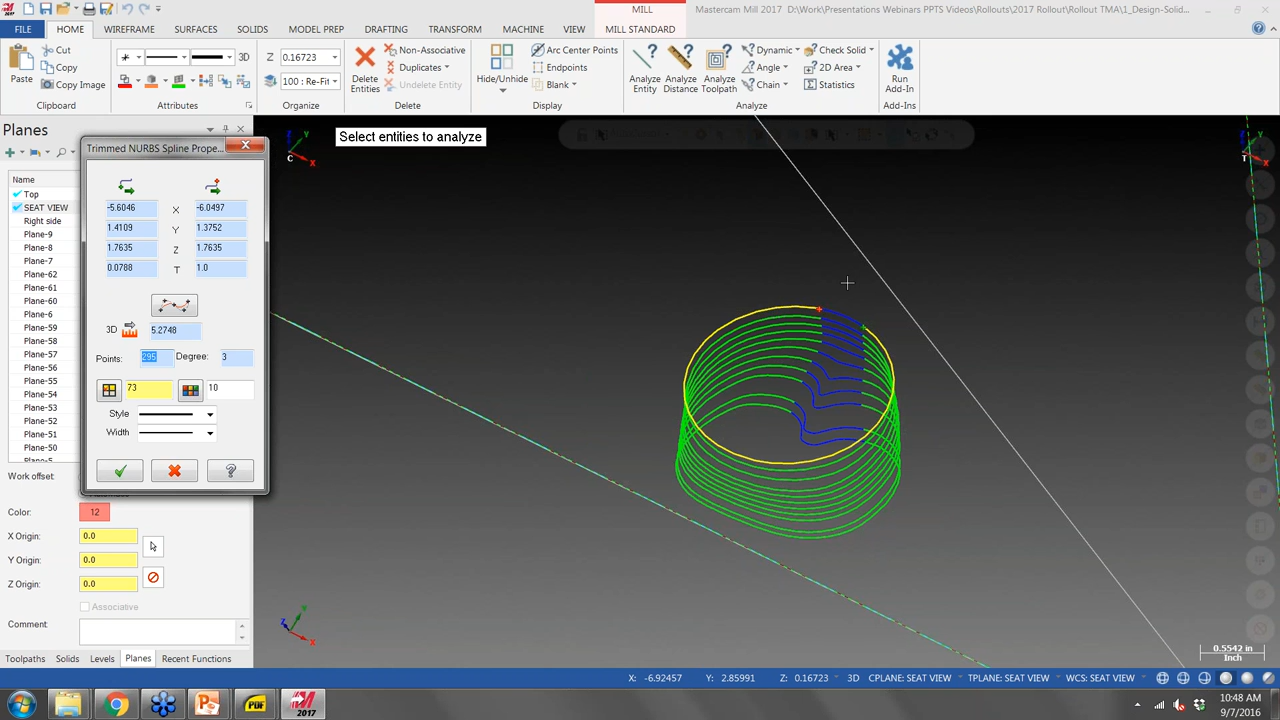 MILL
Mastercam Mill 2017 D:\Work\Presentations Webinars PPTS Videos\Rollouts\2017 Rollout\Rollout TMA\1_Design-Solid...
FILE HOME WIREFRAME SURFACES SOLIDS MODEL PREP DRAFTING TRANSFORM MACHINE VIEW MILL STANDARD
Paste
Cut
Copy
Copy Image
Clipboard
3D
Attributes
Z 0.16723
100 : Re-Fit
Organize
Delete Entities
Non-Associative
Duplicates
Undelete Entity
Delete
Hide/Unhide
Arc Center Points
Endpoints
Blank
Display
Analyze Entity
Analyze Distance
Analyze Toolpath
Dynamic
Angle
Chain
Check Solid
2D Area
Statistics
Analyze
Run Add-In
Add-Ins
Select entities to analyze
Planes
Name
Top
SEAT VIEW
Right side
Plane-9
Plane-8
Plane-7
Plane-62
Plane-61
Plane-60
Plane-6
Plane-59
Plane-58
Plane-57
Plane-56
Plane-55
Plane-54
Plane-53
Plane-52
Plane-51
Plane-50
Plane-5
Work offset:
Color: 12
X Origin: 0.0
Y Origin: 0.0
Z Origin: 0.0
Associative
Comment:
Toolpaths Solids Levels Planes Recent Functions
Trimmed NURBS Spline Prope...
-5.6046 X -6.0497
1.4109 Y 1.3752
1.7635 Z 1.7635
0.0788 T 1.0
3D 5.2748
Points: 295 Degree: 3
73 10
Style
Width
Y
X
C
Y
X
T
Z
Y
X
0.5542 in
Inch
X: -6.92457 Y: 2.85991 Z: 0.16723 3D CPLANE: SEAT VIEW TPLANE: SEAT VIEW WCS: SEAT VIEW
PDF
2017
10:48 AM
9/7/2016